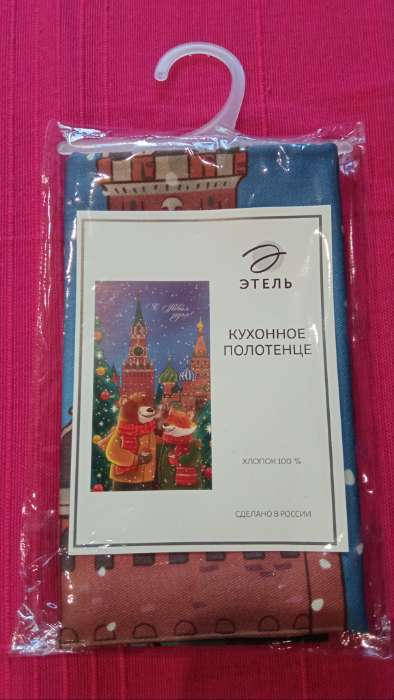 ЭТЕЛЬ
С Новым
годом!
КУХОННОЕ
ПОЛОТЕНЦЕ
ХЛОПОК 100 %
СДЕЛАНО В РОССИИ